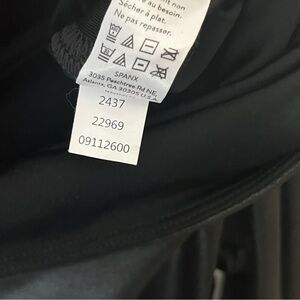 au besoin.
Sécher à plat.
Ne pas repasser.
SPANX
3035 Peachtree Rd NE,
Atlanta, GA 30305 U.S.A.
2437
22969
09112600